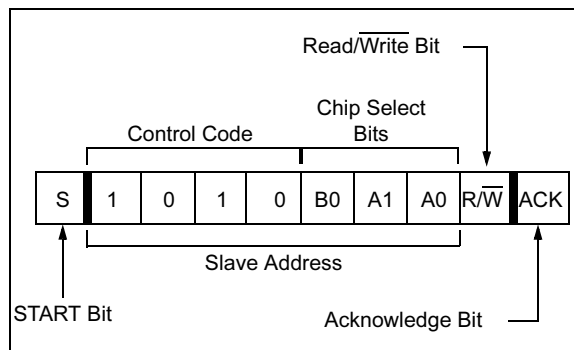 Read/Write Bit
Chip Select
Bits
Control Code
S 1 0 1 0 B0 A1 A0 R/W ACK
Slave Address
START Bit
Acknowledge Bit